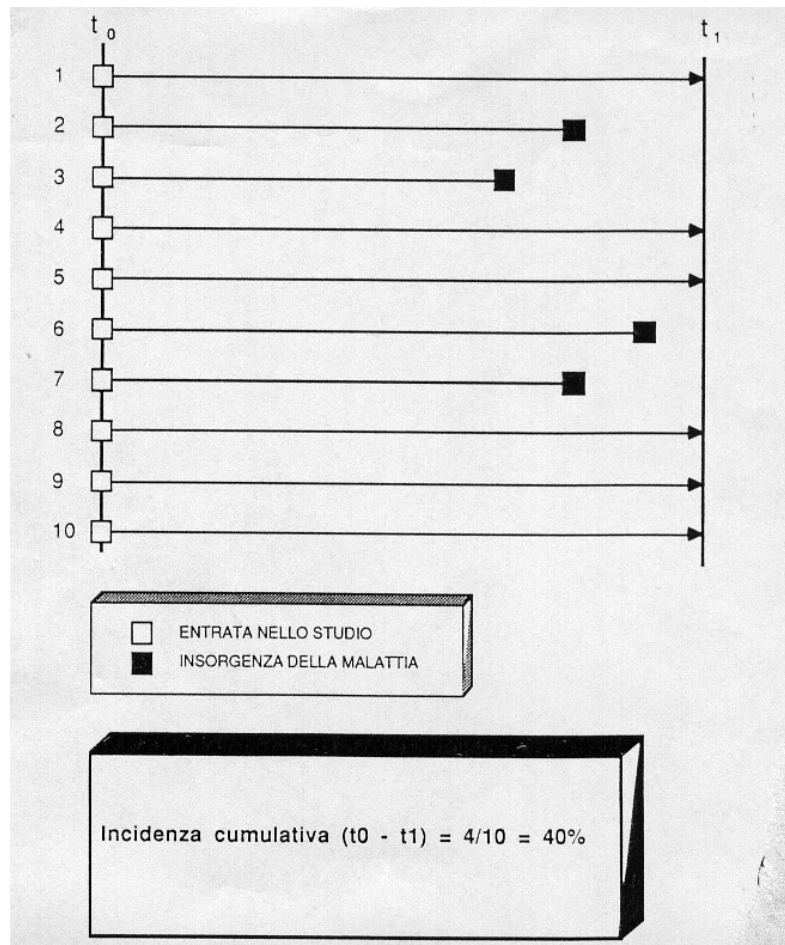 t0 t1
1
2
3
4
5
6
7
8
9
10
ENTRATA NELLO STUDIO
INSORGENZA DELLA MALATTIA
Incidenza cumulativa (t0 - t1) = 4/10 = 40%